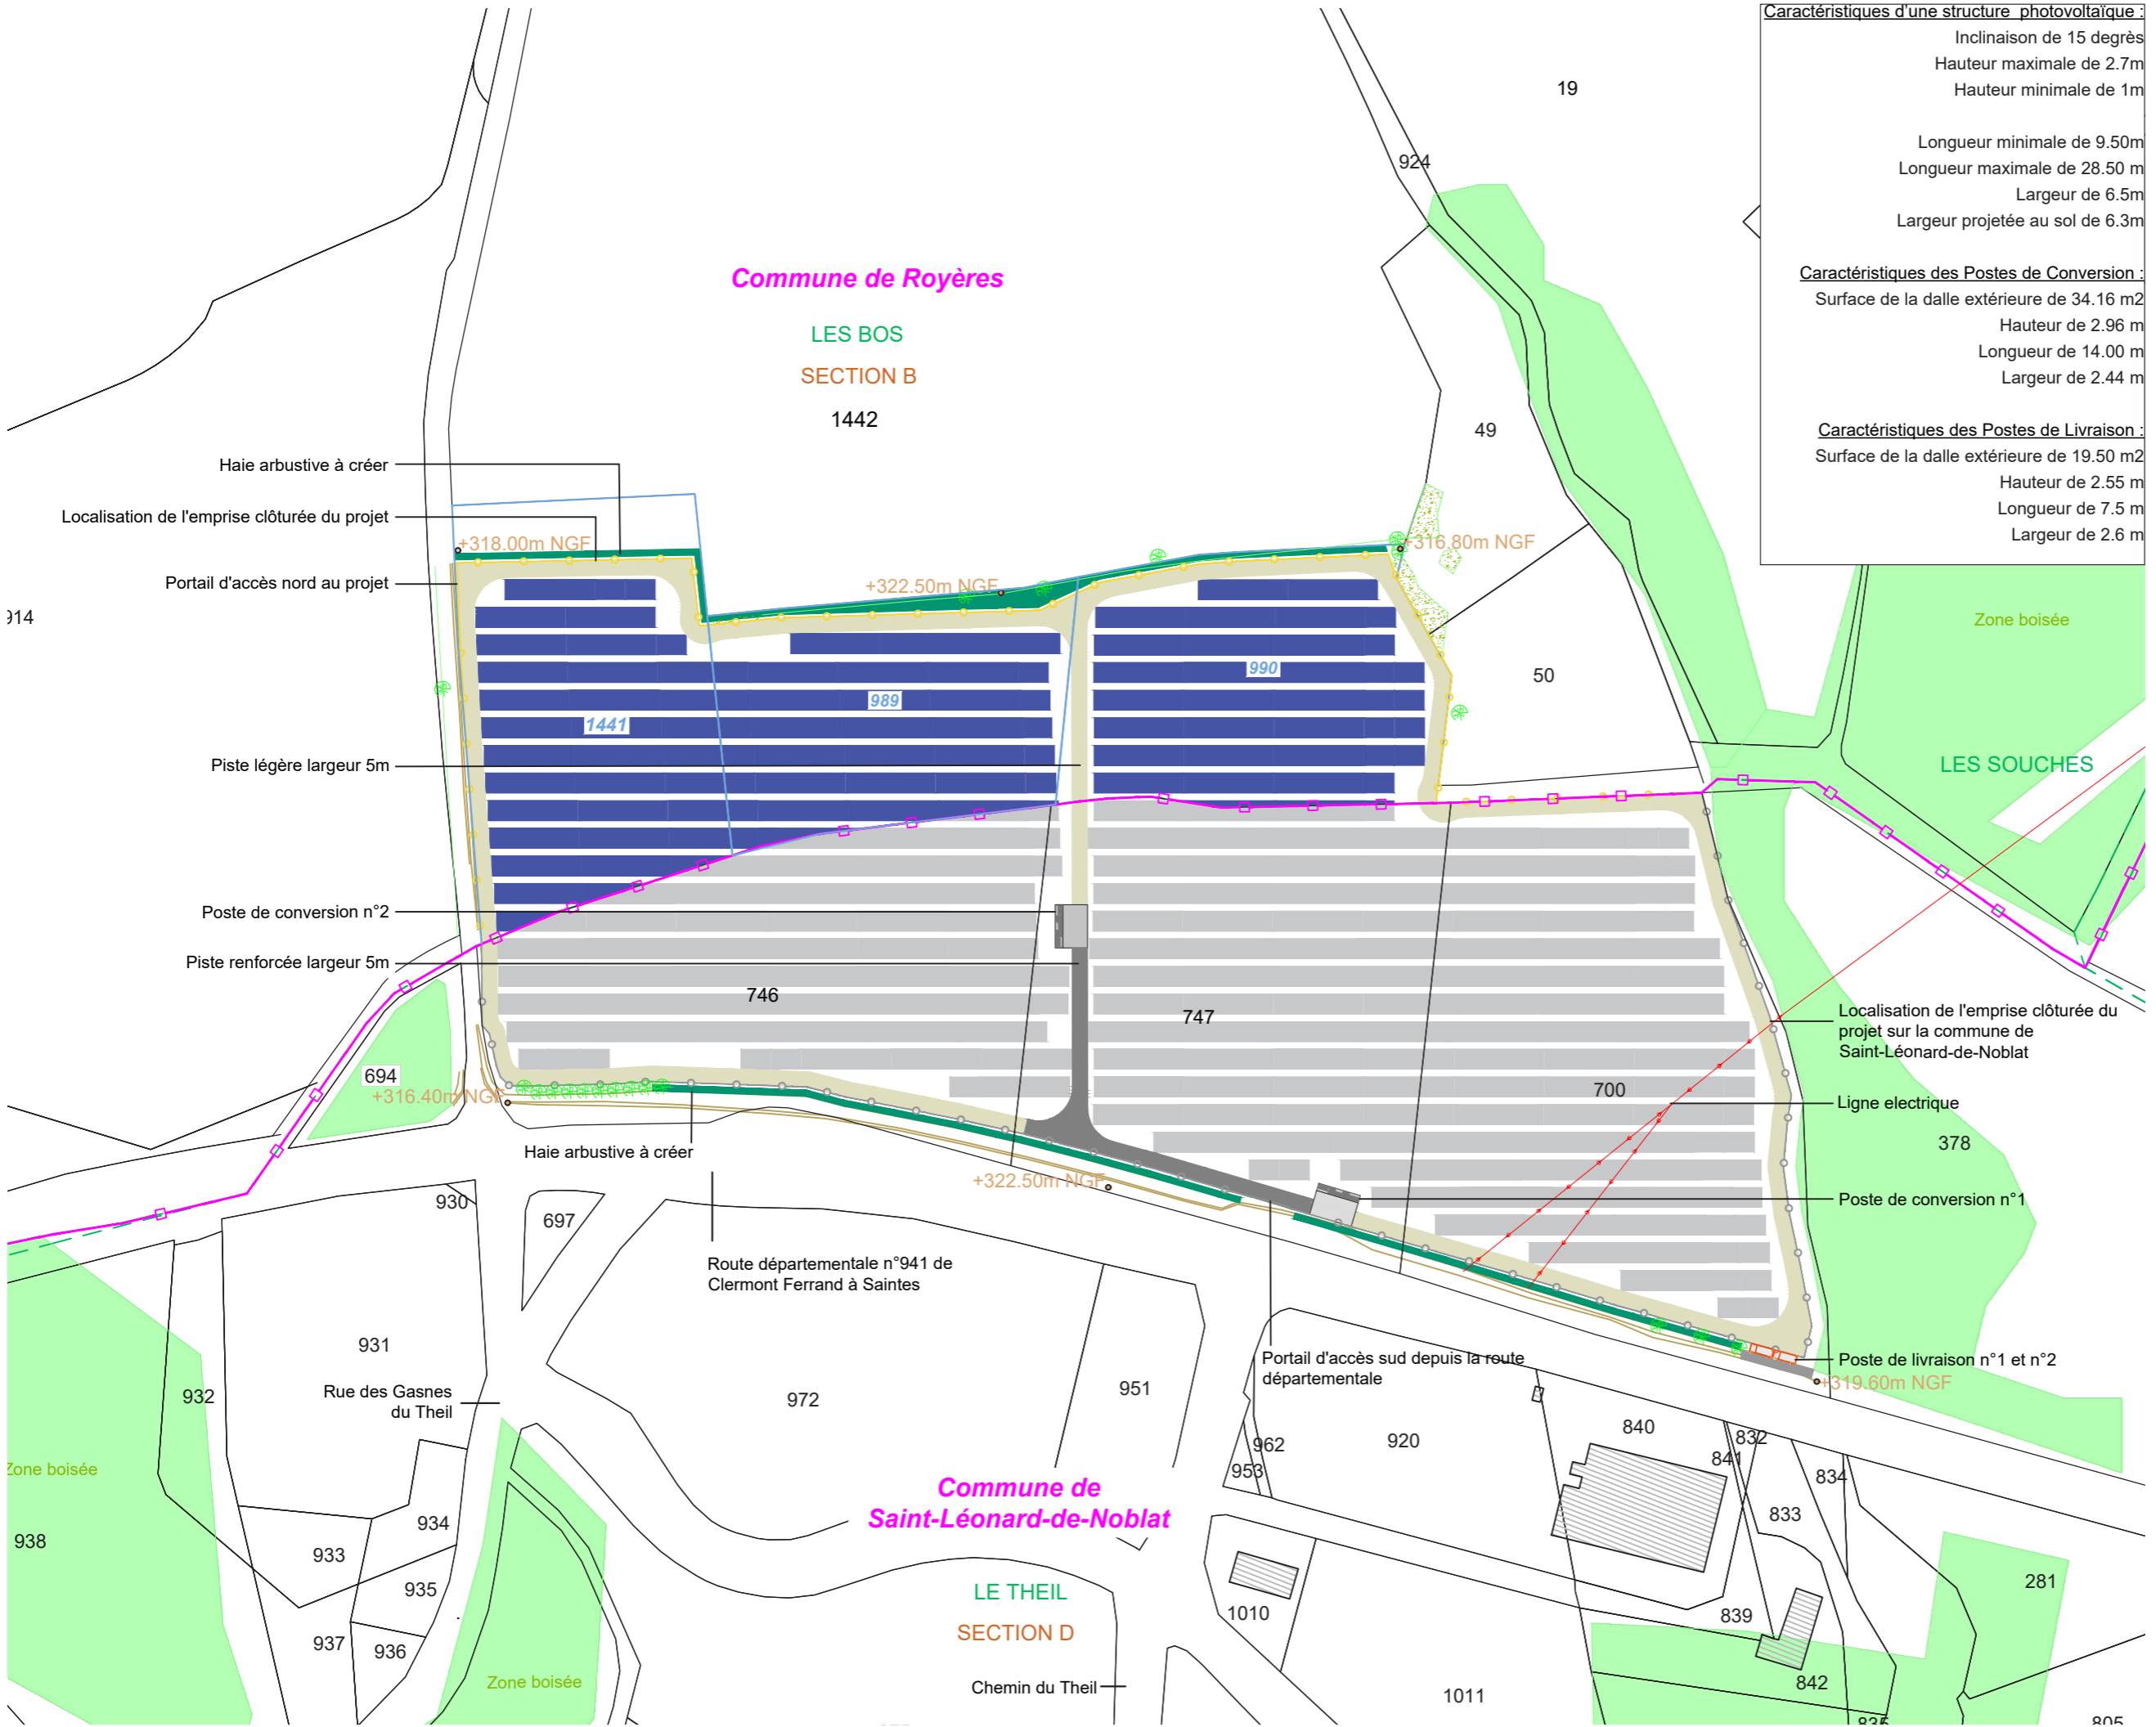 Caractéristiques d'une structure  photovoltaïque :
Inclinaison de 15 degrès
Hauteur maximale de 2.7m
Hauteur minimale de 1m
Longueur minimale de 9.50m
Longueur maximale de 28.50 m
Largeur de 6.5m
Largeur projetée au sol de 6.3m
Caractéristiques des Postes de Conversion :
Surface de la dalle extérieure de 34.16 m2
Hauteur de 2.96 m
Longueur de 14.00 m
Largeur de 2.44 m
Caractéristiques des Postes de Livraison :
Surface de la dalle extérieure de 19.50 m2
Hauteur de 2.55 m
Longueur de 7.5 m
Largeur de 2.6 m
19
924
Commune de Royères
LES BOS
SECTION B
1442
49
Haie arbustive à créer
Localisation de l'emprise clôturée du projet
+318.00m NGF
+316.80m NGF
Portail d'accès nord au projet
+322.50m NGF
914
Zone boisée
990
50
989
1441
Piste légère largeur 5m
LES SOUCHES
Poste de conversion n°2
Piste renforcée largeur 5m
746
747
Localisation de l'emprise clôturée du
projet sur la commune de
Saint-Léonard-de-Noblat
694
700
+316.40m NGF
Ligne electrique
378
Haie arbustive à créer
+322.50m NGF
Poste de conversion n°1
930
697
Route départementale n°941 de
Clermont Ferrand à Saintes
931
Portail d'accès sud depuis la route
départementale
Poste de livraison n°1 et n°2
+319.60m NGF
932
Rue des Gasnes
du Theil
972
951
962
953
920
840
832
841
834
Zone boisée
Commune de
Saint-Léonard-de-Noblat
833
934
938
933
935
LE THEIL
SECTION D
281
1010
839
937
936
Zone boisée
Chemin du Theil
842
1011
835
805